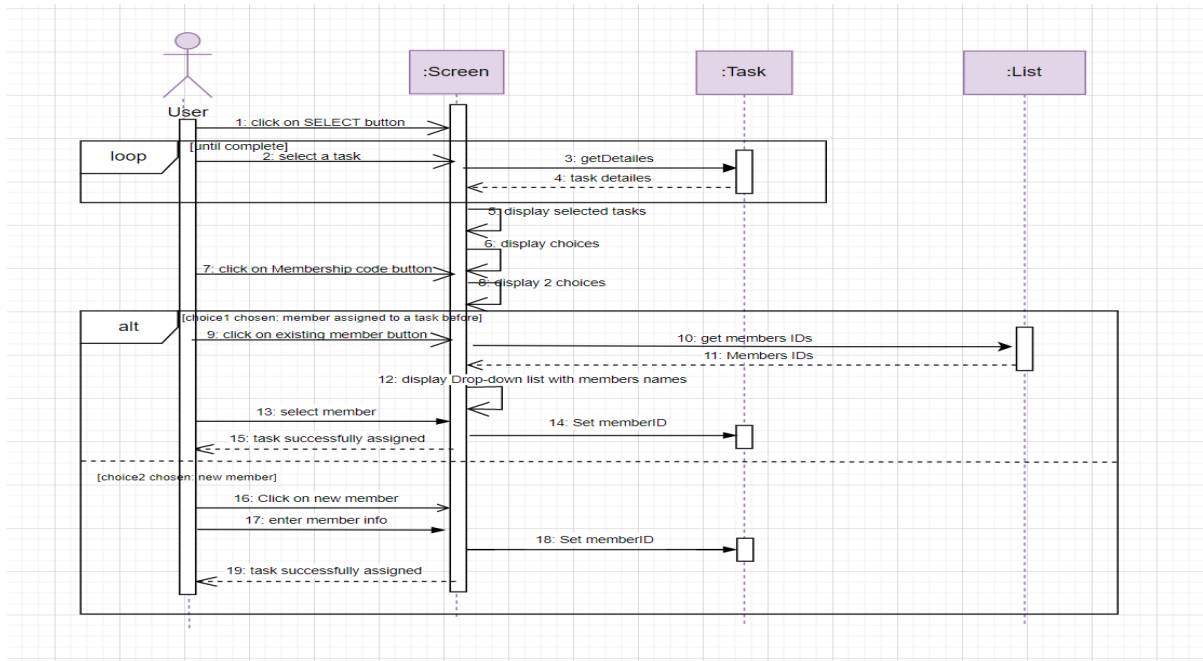 :Screen
:Task
:List
User
1: click on SELECT button
loop
[until complete]
2: select a task
3: getDetailes
4: task detailes
5: display selected tasks
6: display choices
7: click on Membership code button
8: display 2 choices
alt
[choice1 chosen: member assigned to a task before]
9: click on existing member button
10: get members IDs
11: Members IDs
12: display Drop-down list with members names
13: select member
14: Set memberID
15: task successfully assigned
[choice2 chosen: new member]
16: Click on new member
17: enter member info
18: Set memberID
19: task successfully assigned